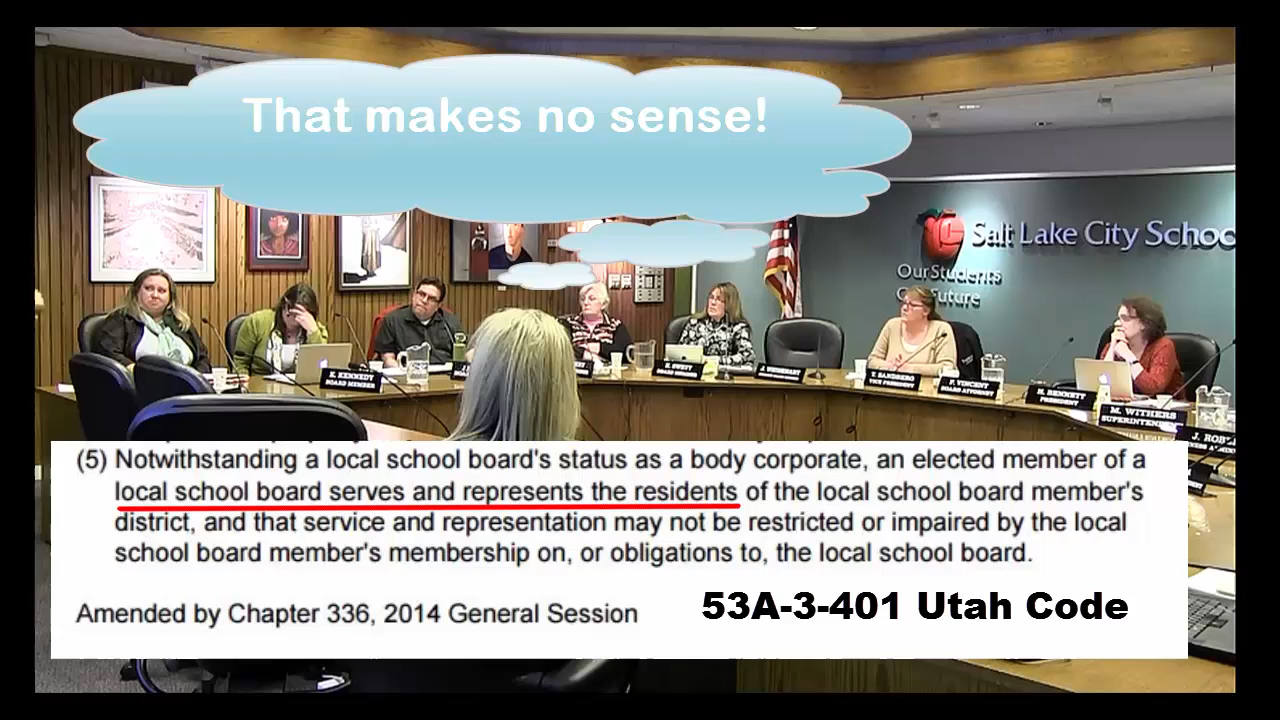 That makes no sense!
Salt Lake City Schoo
Our Students
Our Future
K. KENNEDY
BOARD MEMBER
K. SWETT
T. SANDBERG
VICE PRESIDENT
P. VINCENT
BOARD ATTORNEY
H. BENNETT
PRESIDENT
M. WITHERS
SUPERINTENDENT
(5) Notwithstanding a local school board's status as a body corporate, an elected member of a
local school board serves and represents the residents of the local school board member's
district, and that service and representation may not be restricted or impaired by the local
school board member's membership on, or obligations to, the local school board.
Amended by Chapter 336, 2014 General Session
53A-3-401 Utah Code